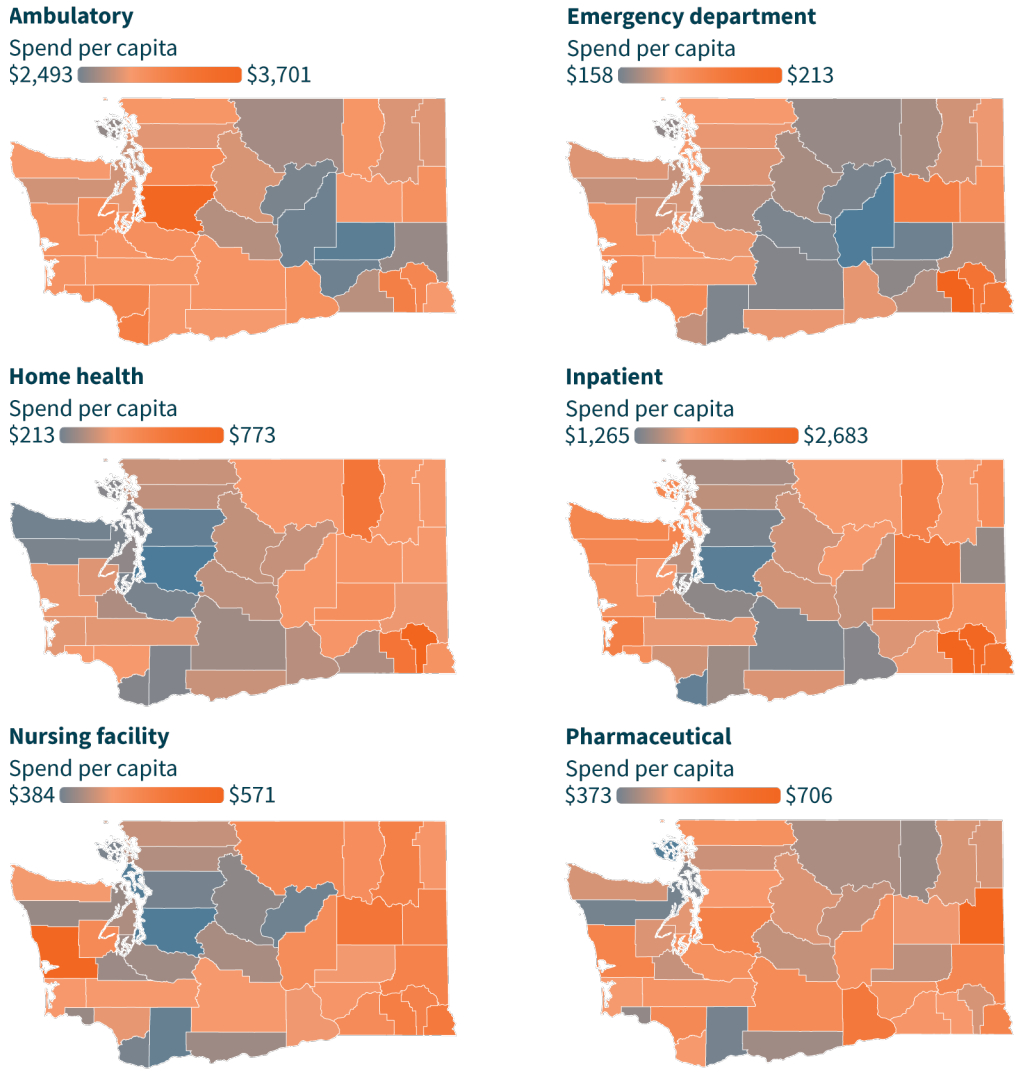 Ambulatory
Spend per capita
$2,493 $3,701
Emergency department
Spend per capita
$158 $213
Home health
Spend per capita
$213 $773
Inpatient
Spend per capita
$1,265 $2,683
Nursing facility
Spend per capita
$384 $571
Pharmaceutical
Spend per capita
$373 $706